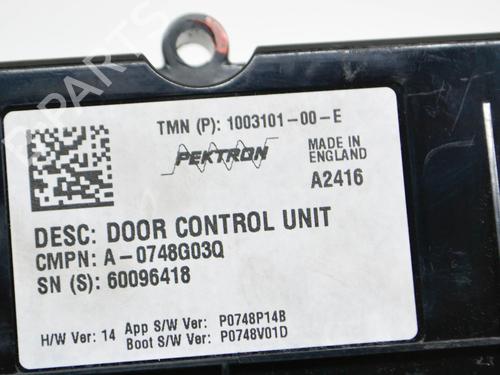 TMN (P): 1003101-00-E
PEKTRON
MADE IN
ENGLAND
A2416
DESC: DOOR CONTROL UNIT
CMPN: A-0748G03Q
SN (S): 60096418
H/W Ver: 14 App S/W Ver: P0748P14B
Boot S/W Ver: P0748V01D
B-PARTS